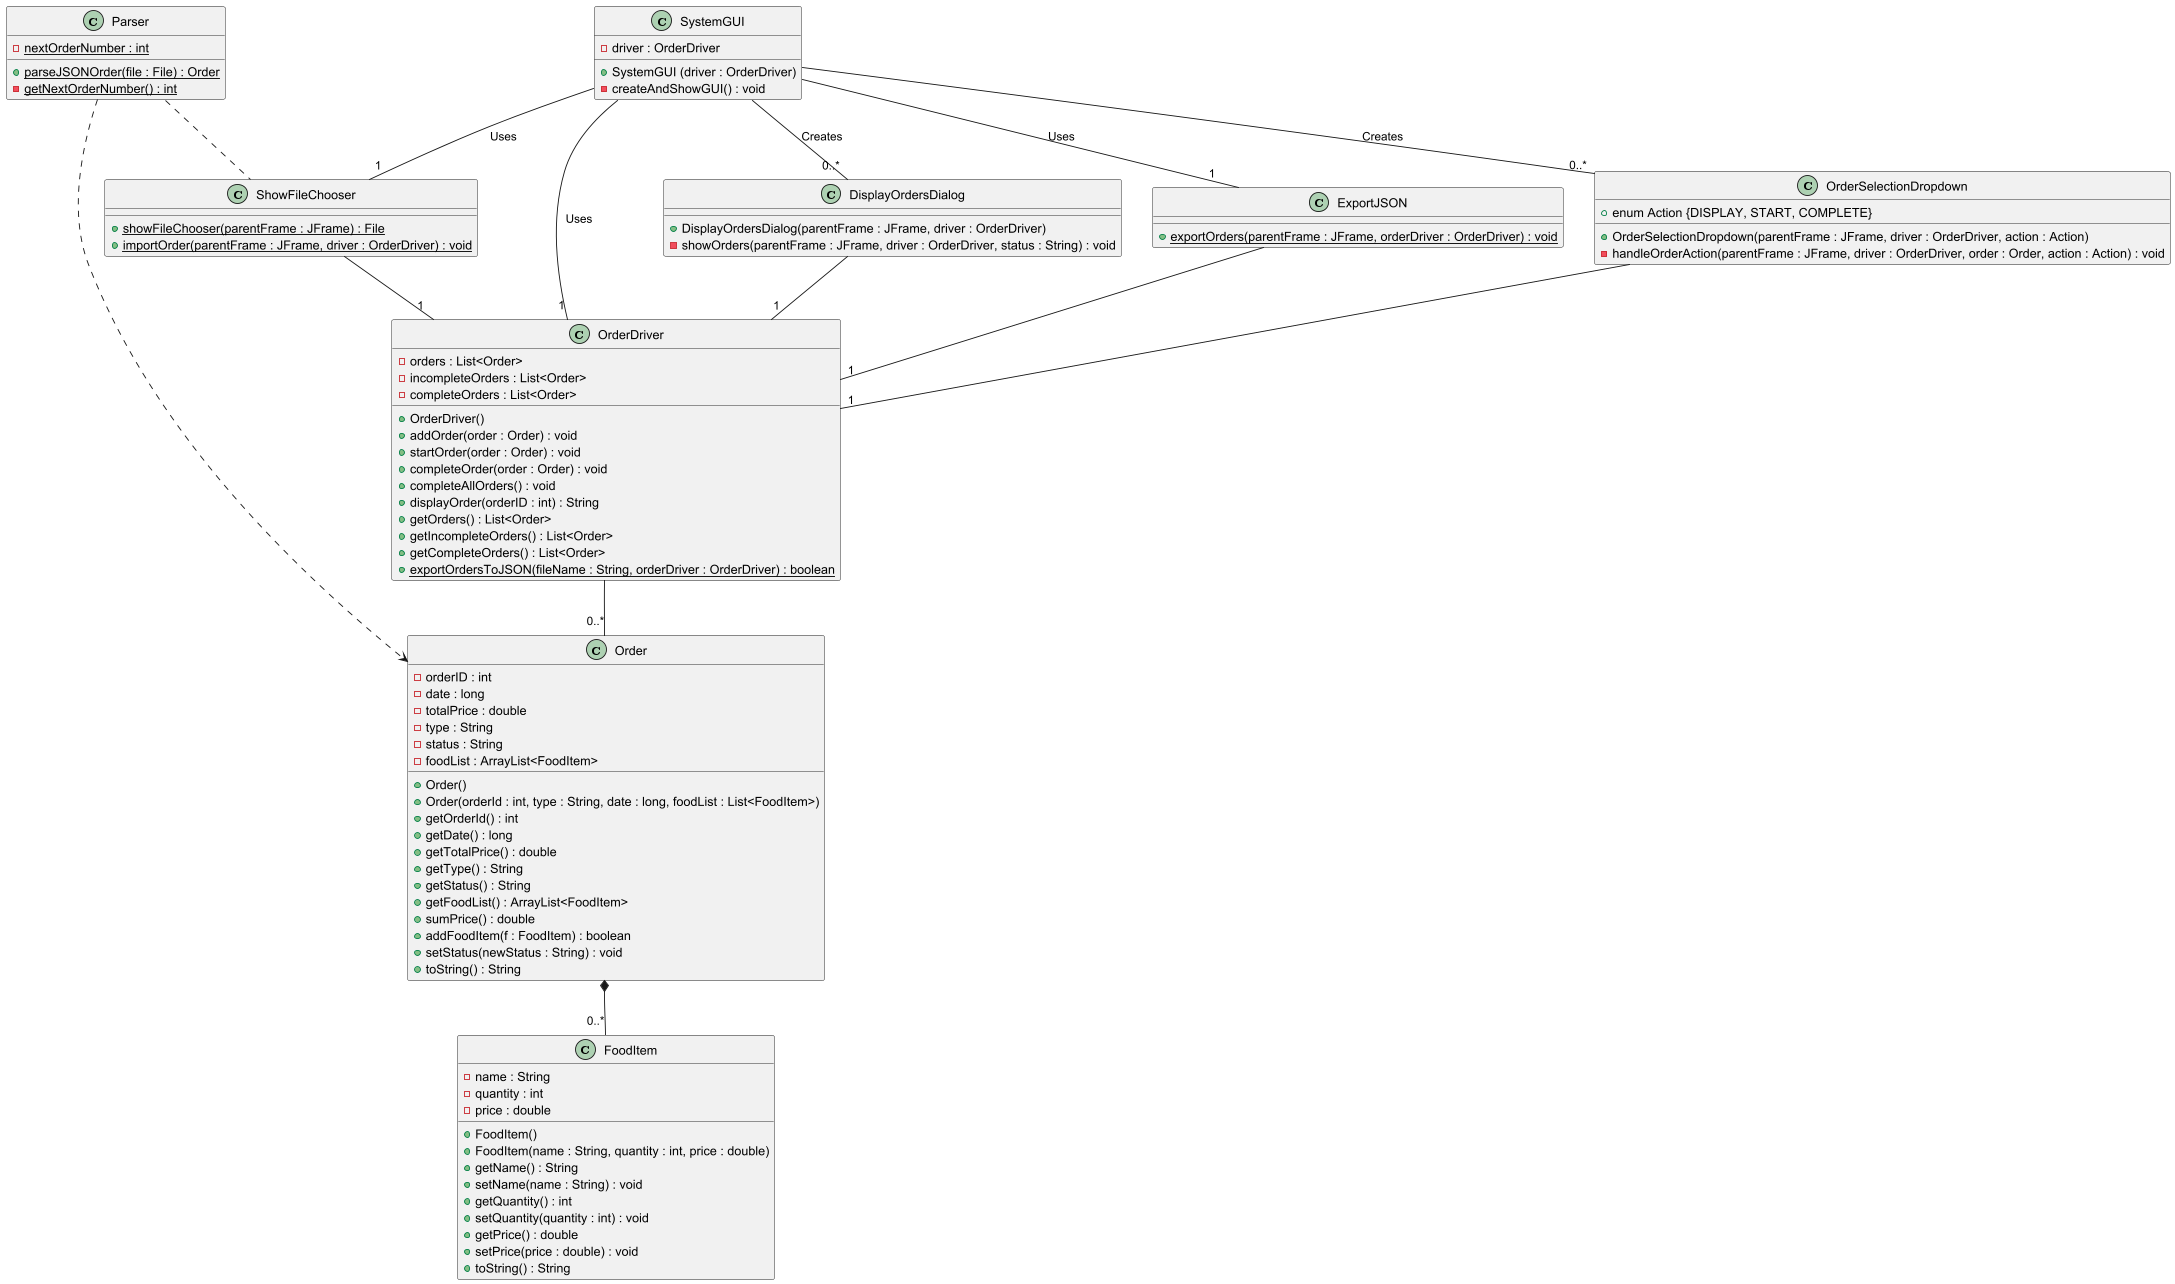 C Parser
nextOrderNumber : int
parseJSONOrder(file : File) : Order
getNextOrderNumber() : int
C SystemGUI
driver : OrderDriver
SystemGUI (driver : OrderDriver)
createAndShowGUI() : void
Uses
Creates
Uses
Creates
1
0..*
1
0..*
Uses
C ShowFileChooser
showFileChooser(parentFrame : JFrame) : File
importOrder(parentFrame : JFrame, driver : OrderDriver) : void
C DisplayOrdersDialog
DisplayOrdersDialog(parentFrame : JFrame, driver : OrderDriver)
showOrders(parentFrame : JFrame, driver : OrderDriver, status : String) : void
C ExportJSON
exportOrders(parentFrame : JFrame, orderDriver : OrderDriver) : void
C OrderSelectionDropdown
enum Action {DISPLAY, START, COMPLETE}
OrderSelectionDropdown(parentFrame : JFrame, driver : OrderDriver, action : Action)
handleOrderAction(parentFrame : JFrame, driver : OrderDriver, order : Order, action : Action) : void
1
1
1
1
1
C OrderDriver
orders : List<Order>
incompleteOrders : List<Order>
completeOrders : List<Order>
OrderDriver()
addOrder(order : Order) : void
startOrder(order : Order) : void
completeOrder(order : Order) : void
completeAllOrders() : void
displayOrder(orderID : int) : String
getOrders() : List<Order>
getIncompleteOrders() : List<Order>
getCompleteOrders() : List<Order>
exportOrdersToJSON(fileName : String, orderDriver : OrderDriver) : boolean
0..*
C Order
orderID : int
date : long
totalPrice : double
type : String
status : String
foodList : ArrayList<FoodItem>
Order()
Order(orderId : int, type : String, date : long, foodList : List<FoodItem>)
getOrderId() : int
getDate() : long
getTotalPrice() : double
getType() : String
getStatus() : String
getFoodList() : ArrayList<FoodItem>
sumPrice() : double
addFoodItem(f : FoodItem) : boolean
setStatus(newStatus : String) : void
toString() : String
0..*
C FoodItem
name : String
quantity : int
price : double
FoodItem()
FoodItem(name : String, quantity : int, price : double)
getName() : String
setName(name : String) : void
getQuantity() : int
setQuantity(quantity : int) : void
getPrice() : double
setPrice(price : double) : void
toString() : String